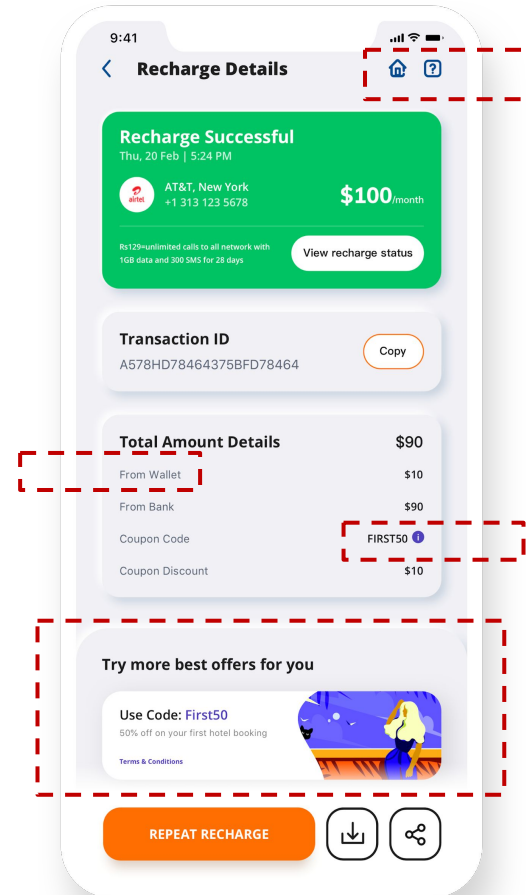 9:41
Recharge Details
Recharge Successful
Thu, 20 Feb | 5:24 PM
airtel
AT&T, New York
+1 313 123 5678
$100/month
Rs129=unlimited calls to all network with
1GB data and 300 SMS for 28 days
View recharge status
Transaction ID
A578HD78464375BFD78464
Copy
Total Amount Details $90
From Wallet $10
From Bank $90
Coupon Code FIRST50
Coupon Discount $10
Try more best offers for you
Use Code: First50
50% off on your first hotel booking
Terms & Conditions
REPEAT RECHARGE